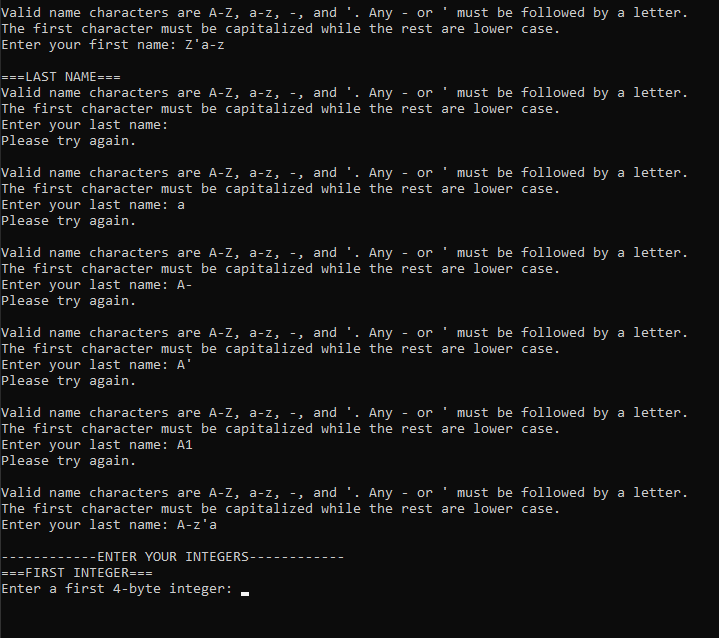 Valid name characters are A-Z, a-z, -, and '. Any - or ' must be followed by a letter.
The first character must be capitalized while the rest are lower case.
Enter your first name: Z'a-z
===LAST NAME===
Valid name characters are A-Z, a-z, -, and '. Any - or ' must be followed by a letter.
The first character must be capitalized while the rest are lower case.
Enter your last name:
Please try again.
Valid name characters are A-Z, a-z, -, and '. Any - or ' must be followed by a letter.
The first character must be capitalized while the rest are lower case.
Enter your last name: a
Please try again.
Valid name characters are A-Z, a-z, -, and '. Any - or ' must be followed by a letter.
The first character must be capitalized while the rest are lower case.
Enter your last name: A-
Please try again.
Valid name characters are A-Z, a-z, -, and '. Any - or ' must be followed by a letter.
The first character must be capitalized while the rest are lower case.
Enter your last name: A'
Please try again.
Valid name characters are A-Z, a-z, -, and '. Any - or ' must be followed by a letter.
The first character must be capitalized while the rest are lower case.
Enter your last name: A1
Please try again.
Valid name characters are A-Z, a-z, -, and '. Any - or ' must be followed by a letter.
The first character must be capitalized while the rest are lower case.
Enter your last name: A-z'a
------------ENTER YOUR INTEGERS------------
===FIRST INTEGER===
Enter a first 4-byte integer: